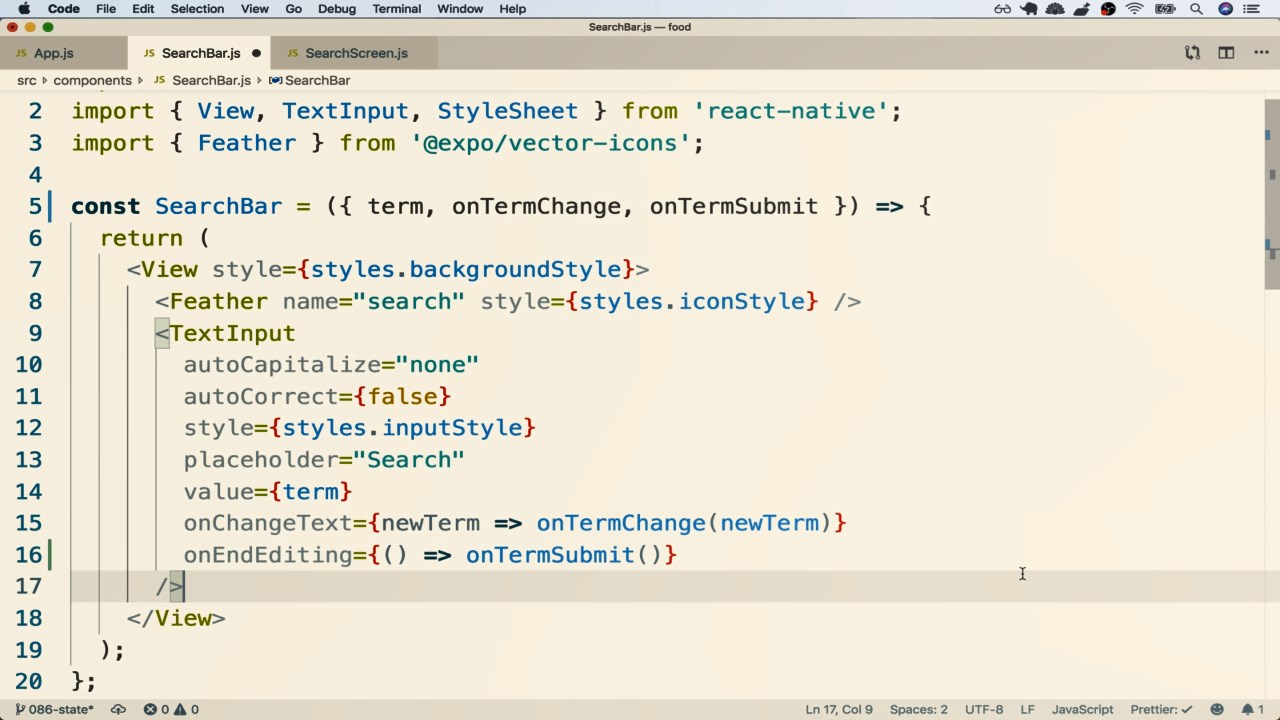 Code File Edit Selection View Go Debug Terminal Window Help
SearchBar.js — food
JS App.js JS SearchBar.js ● JS SearchScreen.js
src components JS SearchBar.js SearchBar
2 import { View, TextInput, StyleSheet } from 'react-native';
3 import { Feather } from '@expo/vector-icons';
4
5 const SearchBar = ({ term, onTermChange, onTermSubmit }) => {
6 return (
7 <View style={styles.backgroundStyle}>
8 <Feather name="search" style={styles.iconStyle} />
9 <TextInput
10 autoCapitalize="none"
11 autoCorrect={false}
12 style={styles.inputStyle}
13 placeholder="Search"
14 value={term}
15 onChangeText={newTerm => onTermChange(newTerm)}
16 onEndEditing={() => onTermSubmit()}
17 />
18 </View>
19 );
20 };
086-state* 0 0 Ln 17, Col 9 Spaces: 2 UTF-8 LF JavaScript Prettier: ✓ 1